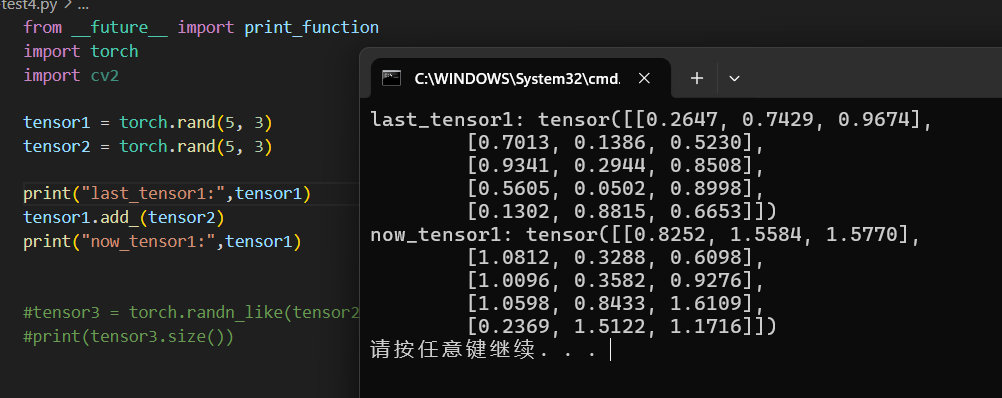 test4.py > ...
from __future__ import print_function
import torch
import cv2
tensor1 = torch.rand(5, 3)
tensor2 = torch.rand(5, 3)
print("last_tensor1:",tensor1)
tensor1.add_(tensor2)
print("now_tensor1:",tensor1)
#tensor3 = torch.randn_like(tensor2
#print(tensor3.size())
C:\WINDOWS\System32\cmd.
last_tensor1: tensor([[0.2647, 0.7429, 0.9674],
[0.7013, 0.1386, 0.5230],
[0.9341, 0.2944, 0.8508],
[0.5605, 0.0502, 0.8998],
[0.1302, 0.8815, 0.6653]])
now_tensor1: tensor([[0.8252, 1.5584, 1.5770],
[1.0812, 0.3288, 0.6098],
[1.0096, 0.3582, 0.9276],
[1.0598, 0.8433, 1.6109],
[0.2369, 1.5122, 1.1716]])
请按任意键继续. . .